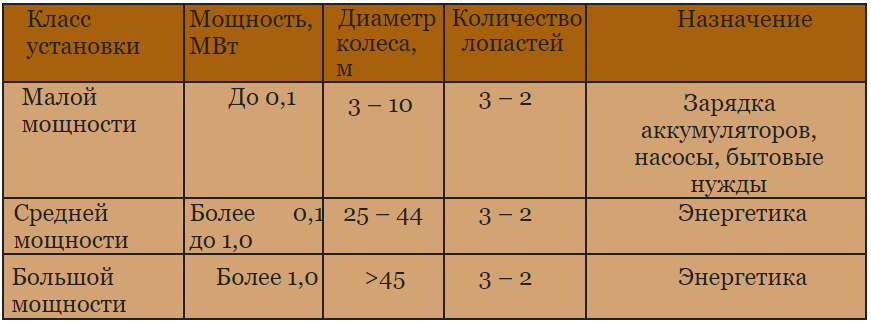 Класс установки
Мощность, МВт
Диаметр колеса, м
Количество лопастей
Назначение
Малой мощности
До 0,1
3 – 10
3 – 2
Зарядка аккумуляторов, насосы, бытовые нужды
Средней мощности
Более 0,1 до 1,0
25 – 44
3 – 2
Энергетика
Большой мощности
Более 1,0
>45
3 – 2
Энергетика